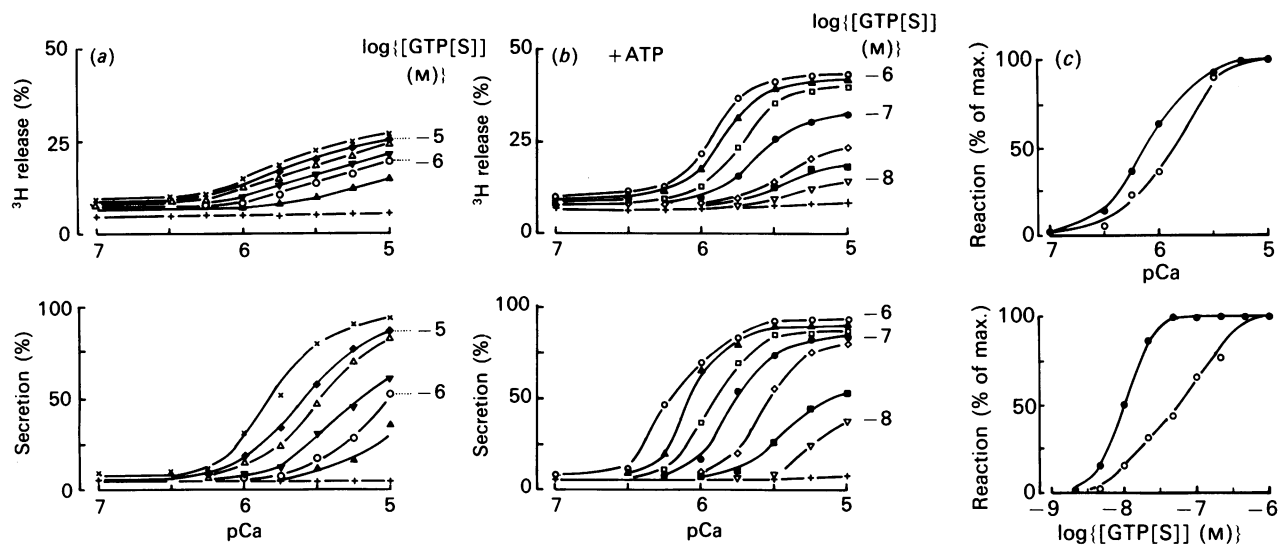 (a)
log{[GTP[S]]
(M)}
50
25
0
³H release (%)
−5
−6
7
6
5
(b)
+ATP
log{[GTP[S]]
(M)}
50
25
0
³H release (%)
−6
−7
−8
7
6
5
(c)
100
50
0
Reaction (% of max.)
7
6
5
pCa
100
50
0
Secretion (%)
−5
−6
7
6
5
pCa
100
50
0
Secretion (%)
−6
−7
−8
7
6
5
pCa
100
50
0
Reaction (% of max.)
−9
−8
−7
−6
log{[GTP[S]] (M)}